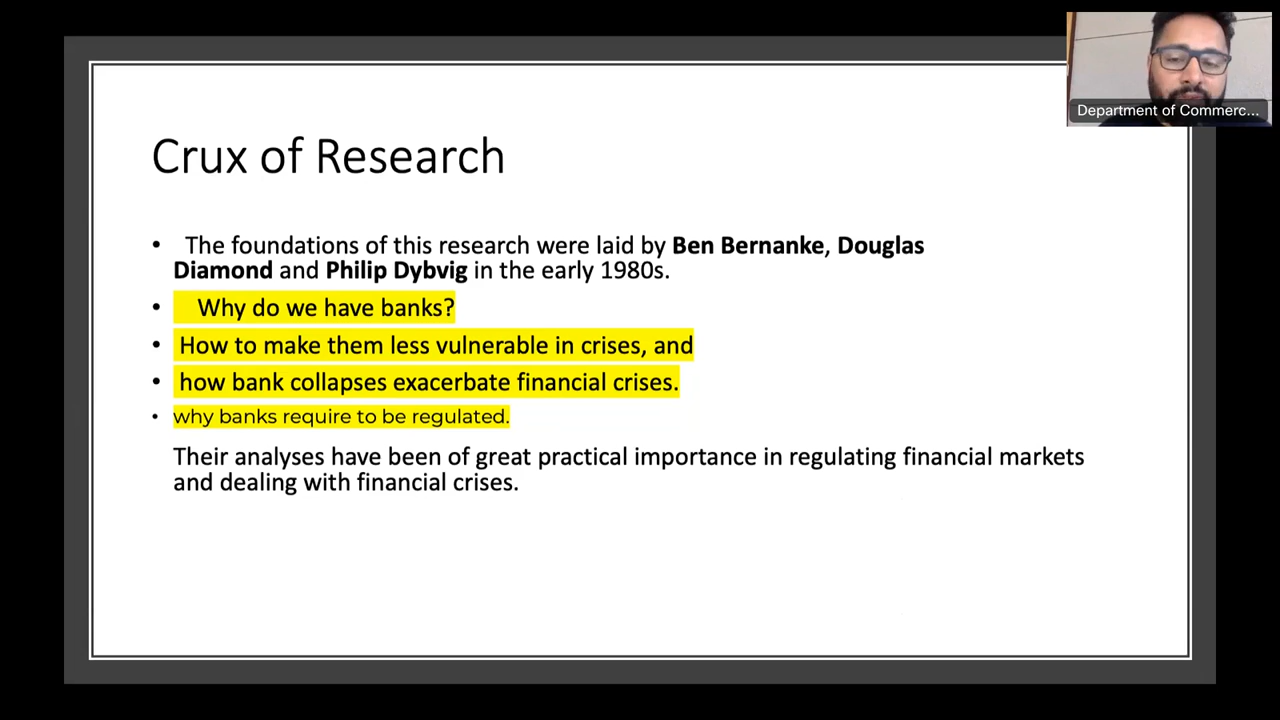 Department of Commerc...
Crux of Research
• The foundations of this research were laid by Ben Bernanke, Douglas
Diamond and Philip Dybvig in the early 1980s.
• Why do we have banks?
• How to make them less vulnerable in crises, and
• how bank collapses exacerbate financial crises.
• why banks require to be regulated.
Their analyses have been of great practical importance in regulating financial markets
and dealing with financial crises.